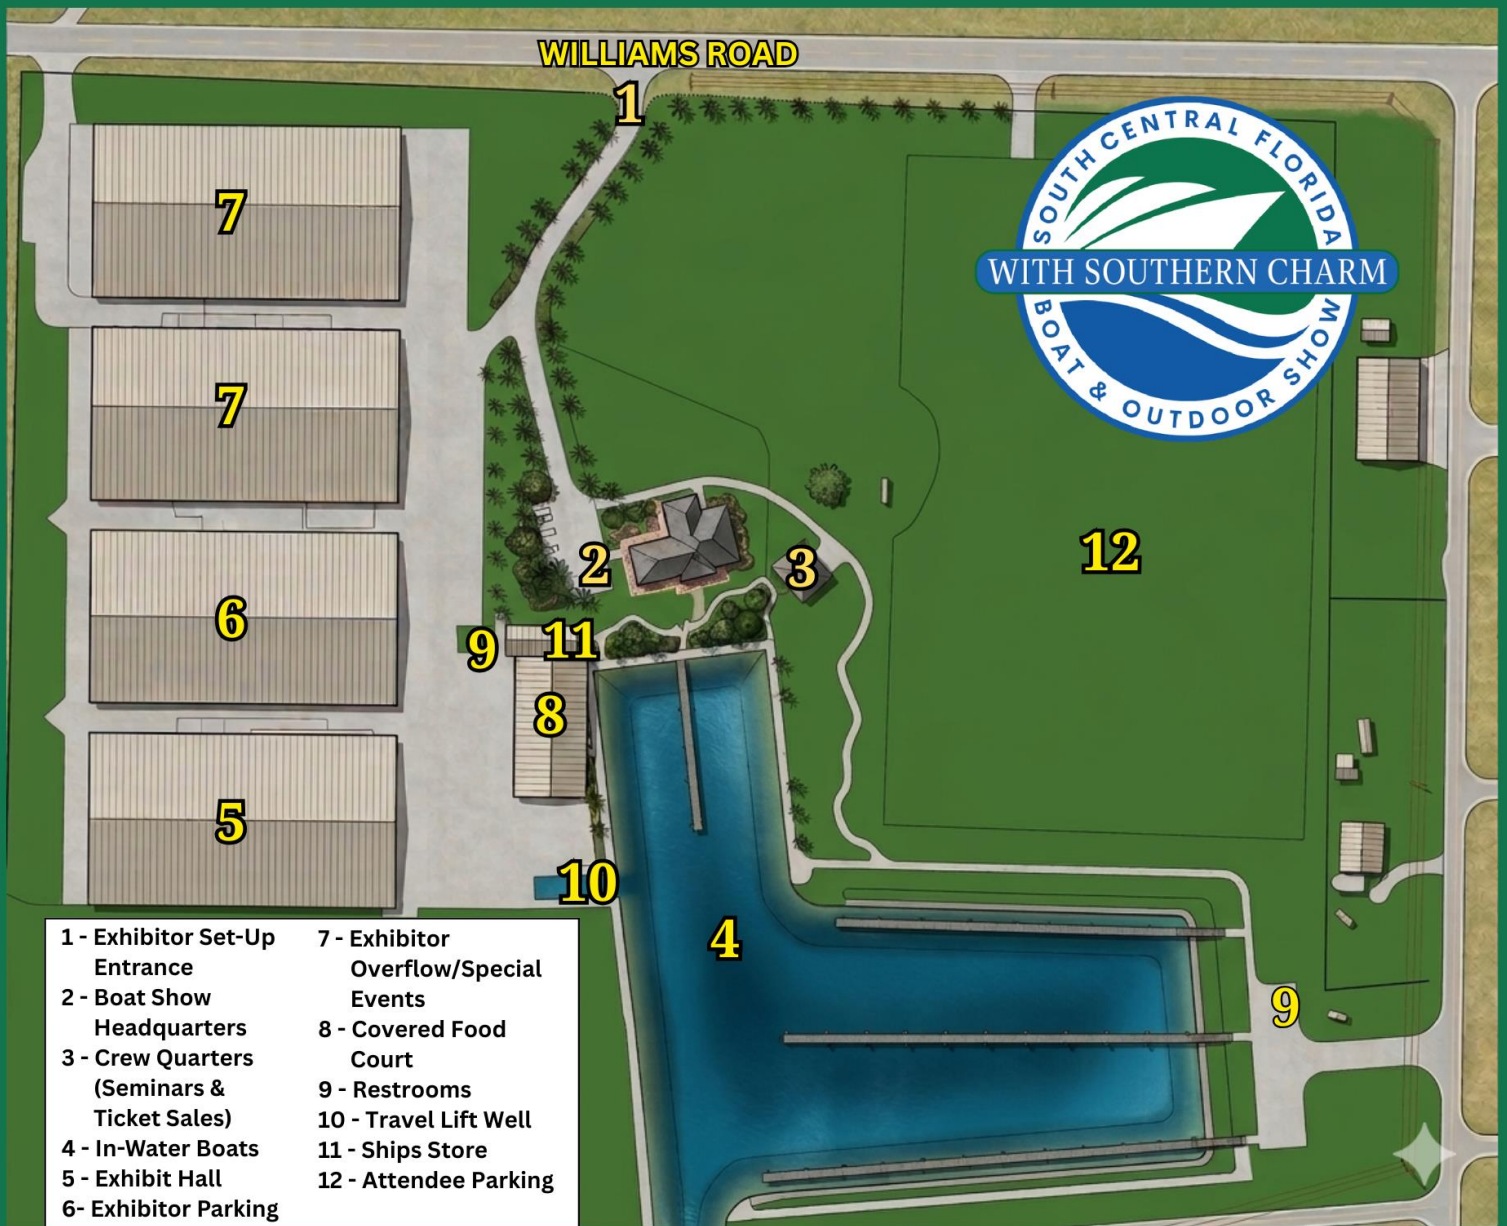 WILLIAMS ROAD
1
SOUTH CENTRAL FLORIDA
WITH SOUTHERN CHARM
BOAT & OUTDOOR SHOW
7
7
12
2
3
6
9
11
8
5
10
4
9
1 - Exhibitor Set-Up
Entrance
2 - Boat Show
Headquarters
3 - Crew Quarters
(Seminars &
Ticket Sales)
4 - In-Water Boats
5 - Exhibit Hall
6- Exhibitor Parking
7 - Exhibitor
Overflow/Special
Events
8 - Covered Food
Court
9 - Restrooms
10 - Travel Lift Well
11 - Ships Store
12 - Attendee Parking